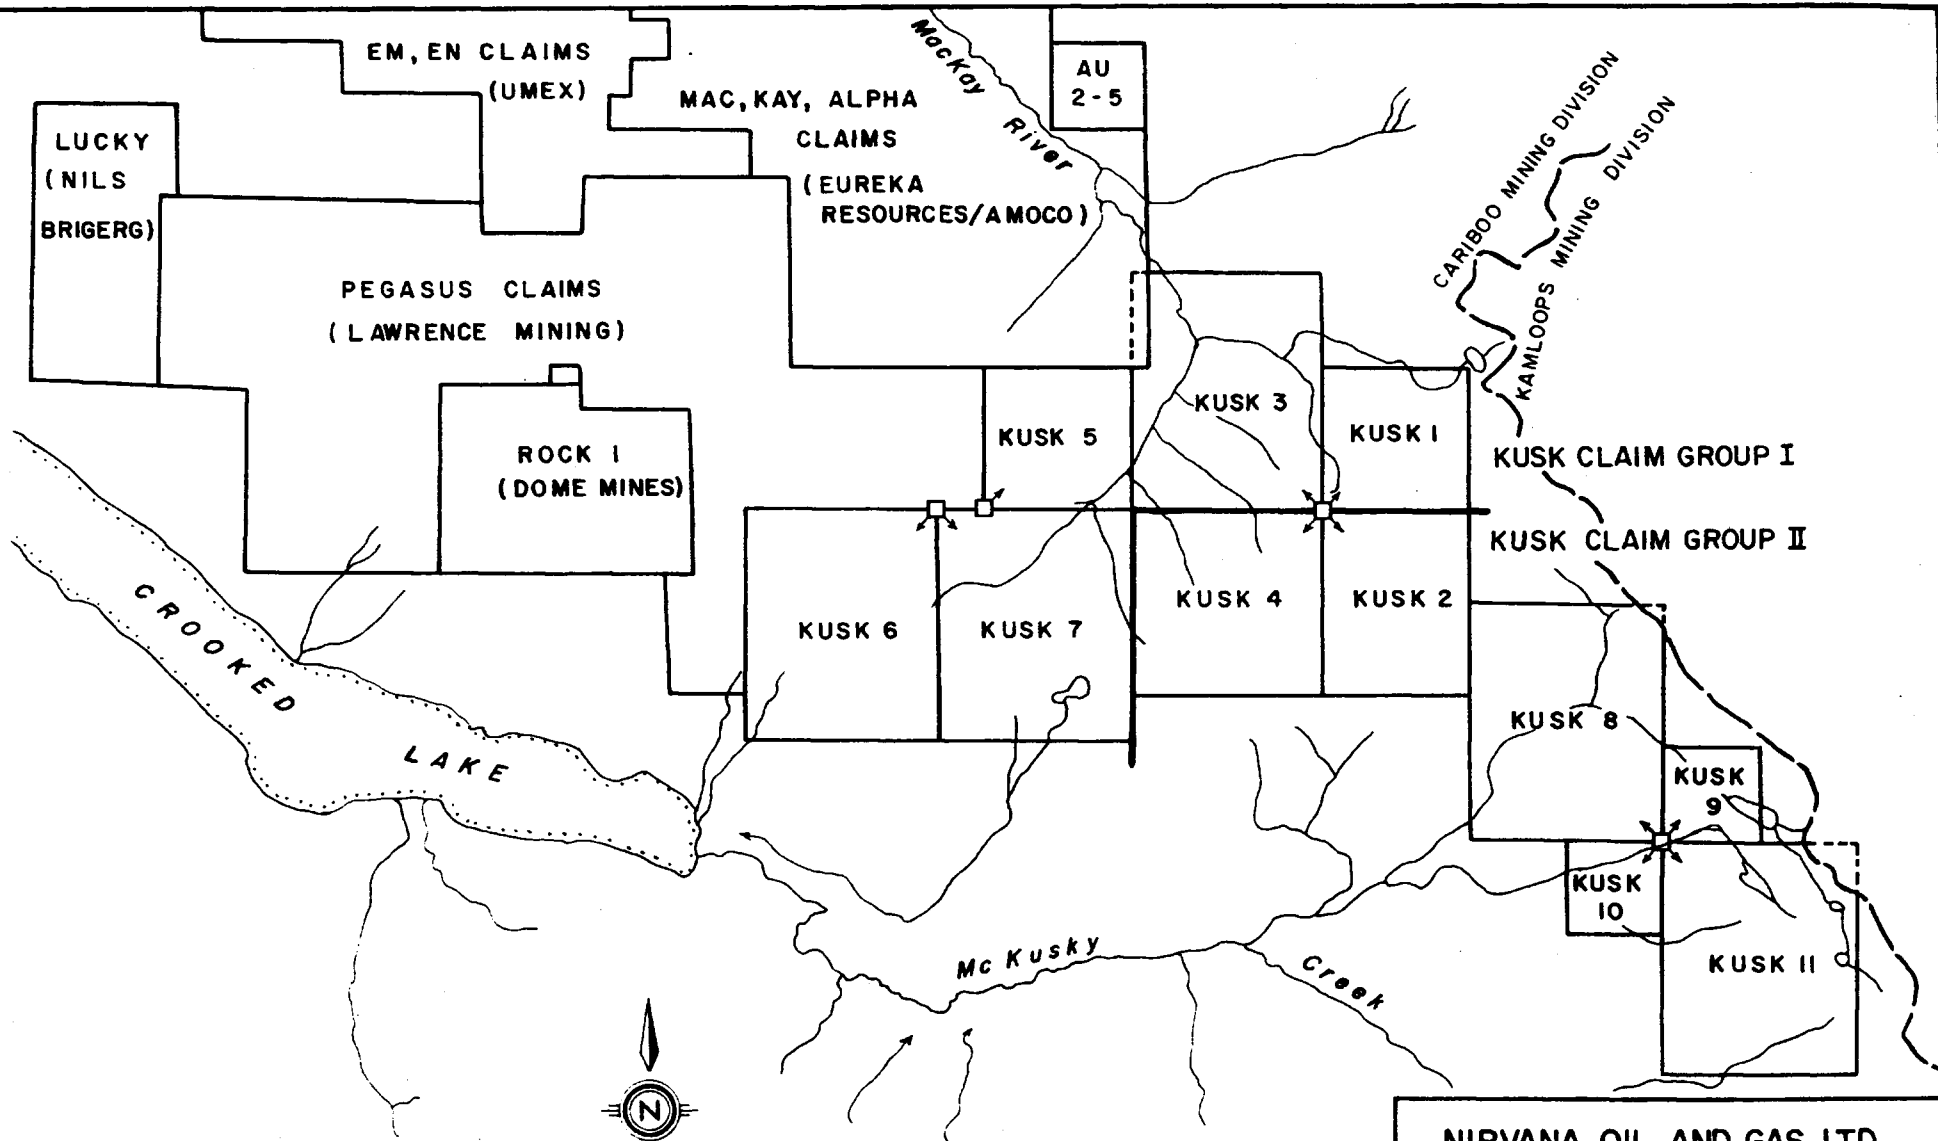 EM, EN CLAIMS
(UMEX)
MAC, KAY, ALPHA
CLAIMS
(EUREKA
RESOURCES/AMOCO)
MacKay
River
AU
2-5
LUCKY
(NILS
BRIGERG)
PEGASUS CLAIMS
(LAWRENCE MINING)
ROCK 1
(DOME MINES)
CARIBOO MINING DIVISION
KAMLOOPS MINING DIVISION
KUSK 5
KUSK 3
KUSK 1
KUSK CLAIM GROUP I
KUSK CLAIM GROUP II
KUSK 6
KUSK 7
KUSK 4
KUSK 2
KUSK 8
KUSK
9
KUSK
10
KUSK 11
CROOKED
LAKE
Mc Kusky
Creek
N